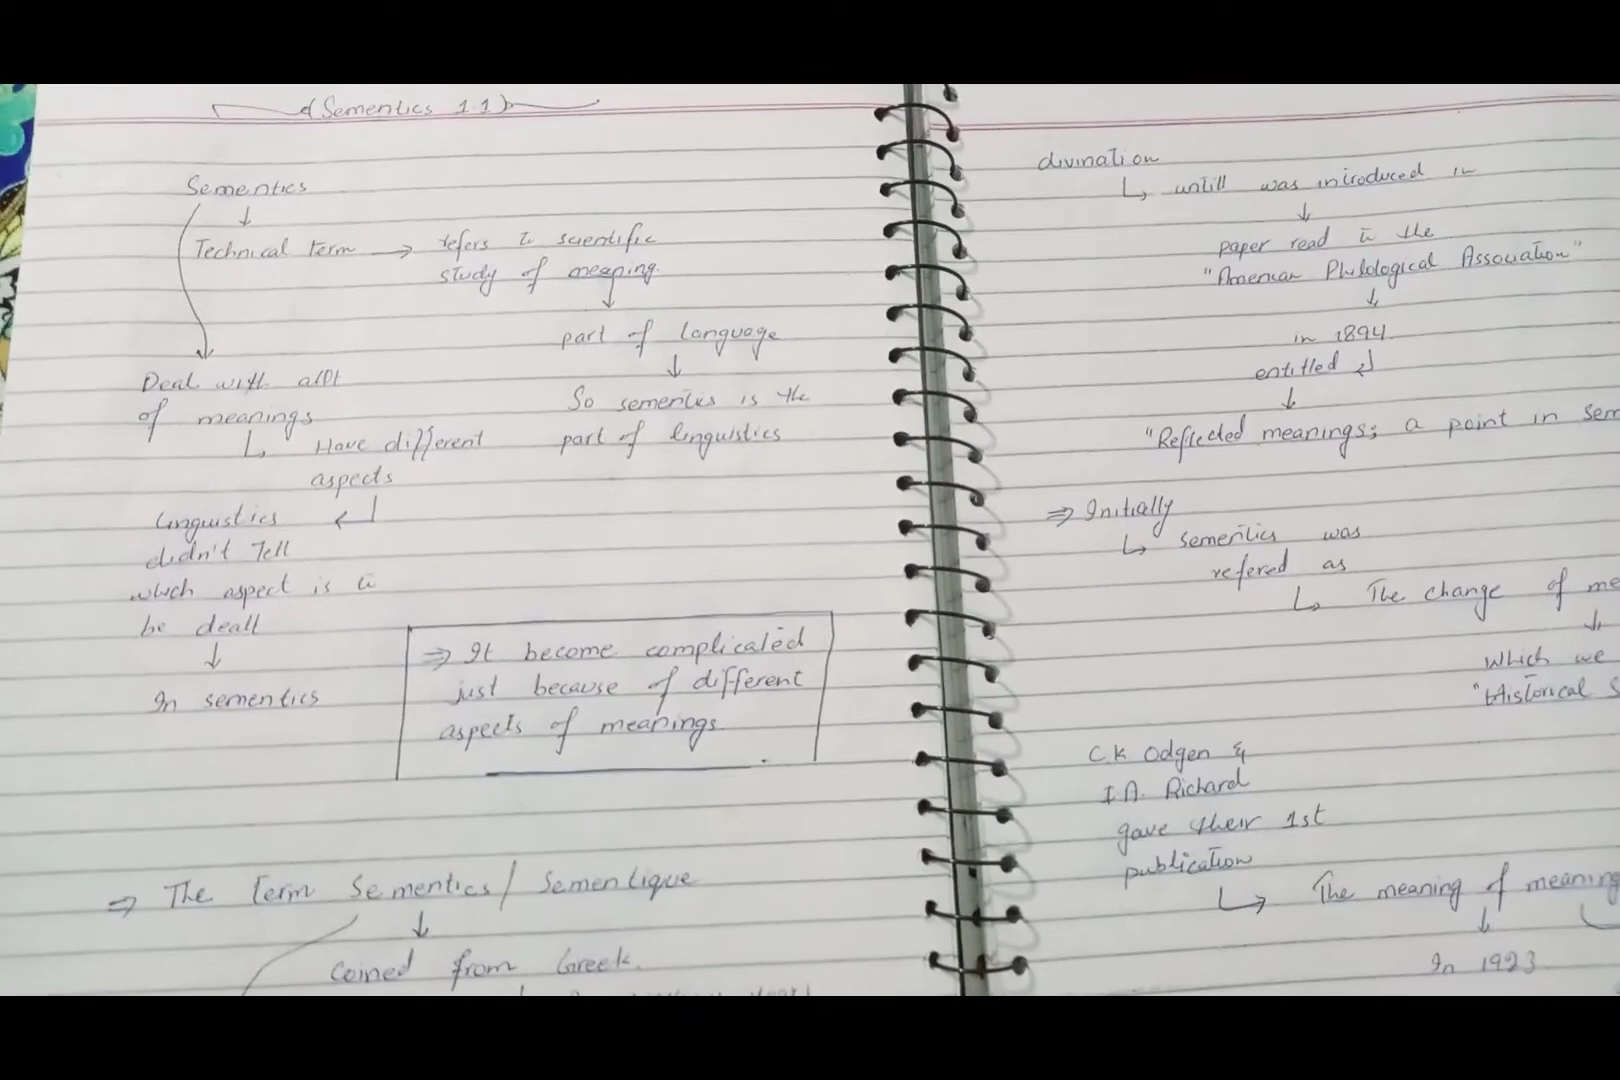 (Sementics 1.1)
Sementics
Technical term → refers to scientific
study of meaning.
part of language
Deal with
of meanings
So sementics is the
part of linguistics
Have different
aspects
linguistics
didn't tell
which aspect is to
be deall
In sementics
⇒ It become complicated
just because of different
aspects of meanings.
⇒ The term Sementics/ Sementique
Coined from Greek.
divination
untill was introduced in
paper read to the
"American Philological Association"
in 1894
entitled
"Reflected meanings; a point in Sem
⇒ Initially
sementics was
refered as
The change of me
Which we
"Historical S
C.K Odgen &
I.A. Richard
gave their 1st
publication
The meaning of meaning
In 1923